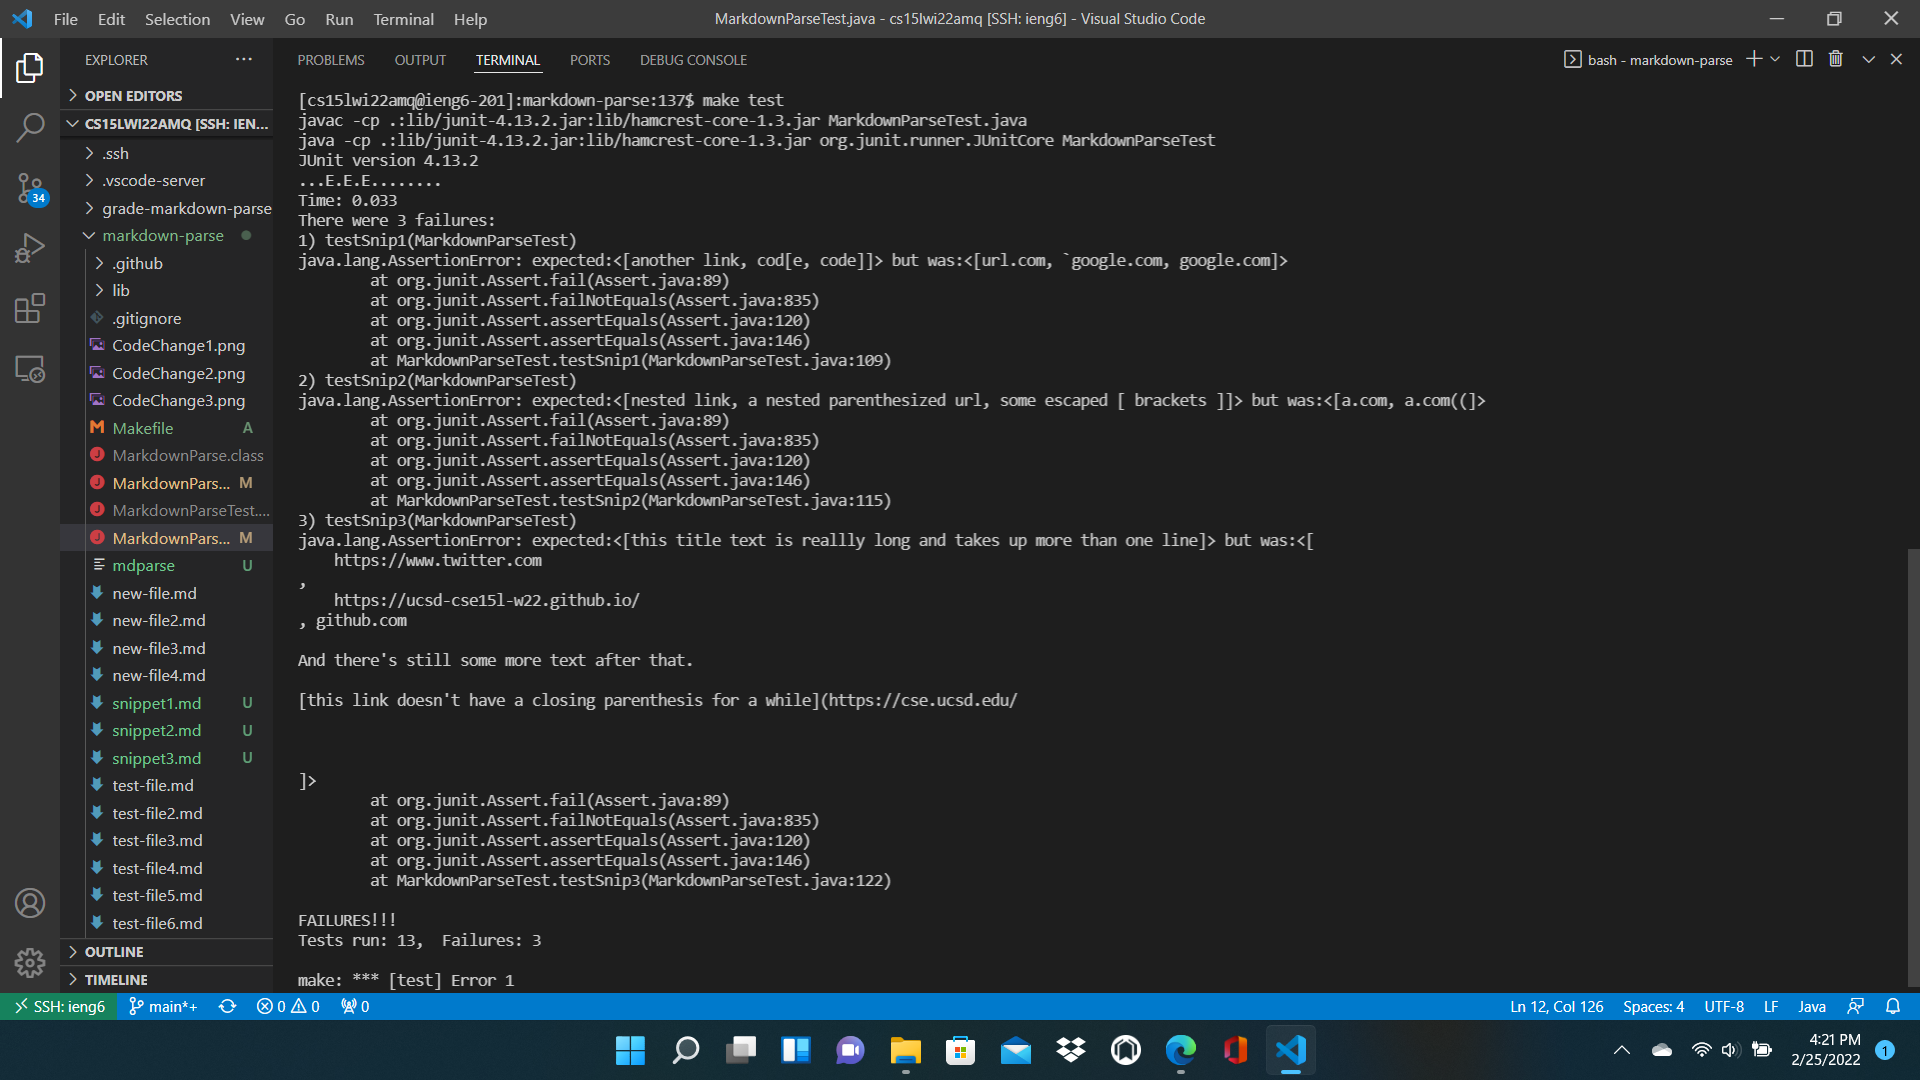 File Edit Selection View Go Run Terminal Help
MarkdownParseTest.java - cs15lwi22amq [SSH: ieng6] - Visual Studio Code
EXPLORER
OPEN EDITORS
CS15LWI22AMQ [SSH: IEN...
.ssh
.vscode-server
grade-markdown-parse
markdown-parse
.github
lib
.gitignore
CodeChange1.png
CodeChange2.png
CodeChange3.png
Makefile A
MarkdownParse.class
MarkdownPars... M
MarkdownParseTest....
MarkdownPars... M
mdparse U
new-file.md
new-file2.md
new-file3.md
new-file4.md
snippet1.md U
snippet2.md U
snippet3.md U
test-file.md
test-file2.md
test-file3.md
test-file4.md
test-file5.md
test-file6.md
OUTLINE
TIMELINE
34
PROBLEMS OUTPUT TERMINAL PORTS DEBUG CONSOLE
bash - markdown-parse
[cs15lwi22amq@ieng6-201]:markdown-parse:137$ make test
javac -cp .:lib/junit-4.13.2.jar:lib/hamcrest-core-1.3.jar MarkdownParseTest.java
java -cp .:lib/junit-4.13.2.jar:lib/hamcrest-core-1.3.jar org.junit.runner.JUnitCore MarkdownParseTest
JUnit version 4.13.2
...E.E.E........
Time: 0.033
There were 3 failures:
1) testSnip1(MarkdownParseTest)
java.lang.AssertionError: expected:<[another link, cod[e, code]]> but was:<[url.com, `google.com, google.com]>
at org.junit.Assert.fail(Assert.java:89)
at org.junit.Assert.failNotEquals(Assert.java:835)
at org.junit.Assert.assertEquals(Assert.java:120)
at org.junit.Assert.assertEquals(Assert.java:146)
at MarkdownParseTest.testSnip1(MarkdownParseTest.java:109)
2) testSnip2(MarkdownParseTest)
java.lang.AssertionError: expected:<[nested link, a nested parenthesized url, some escaped [ brackets ]]> but was:<[a.com, a.com((]>
at org.junit.Assert.fail(Assert.java:89)
at org.junit.Assert.failNotEquals(Assert.java:835)
at org.junit.Assert.assertEquals(Assert.java:120)
at org.junit.Assert.assertEquals(Assert.java:146)
at MarkdownParseTest.testSnip2(MarkdownParseTest.java:115)
3) testSnip3(MarkdownParseTest)
java.lang.AssertionError: expected:<[this title text is reallly long and takes up more than one line]> but was:<[
https://www.twitter.com
,
https://ucsd-cse15l-w22.github.io/
, github.com
And there's still some more text after that.
[this link doesn't have a closing parenthesis for a while](https://cse.ucsd.edu/
]>
at org.junit.Assert.fail(Assert.java:89)
at org.junit.Assert.failNotEquals(Assert.java:835)
at org.junit.Assert.assertEquals(Assert.java:120)
at org.junit.Assert.assertEquals(Assert.java:146)
at MarkdownParseTest.testSnip3(MarkdownParseTest.java:122)
FAILURES!!!
Tests run: 13,  Failures: 3
make: *** [test] Error 1
SSH: ieng6 main*+ 0 0 0
Ln 12, Col 126 Spaces: 4 UTF-8 LF Java
4:21 PM
2/25/2022
1